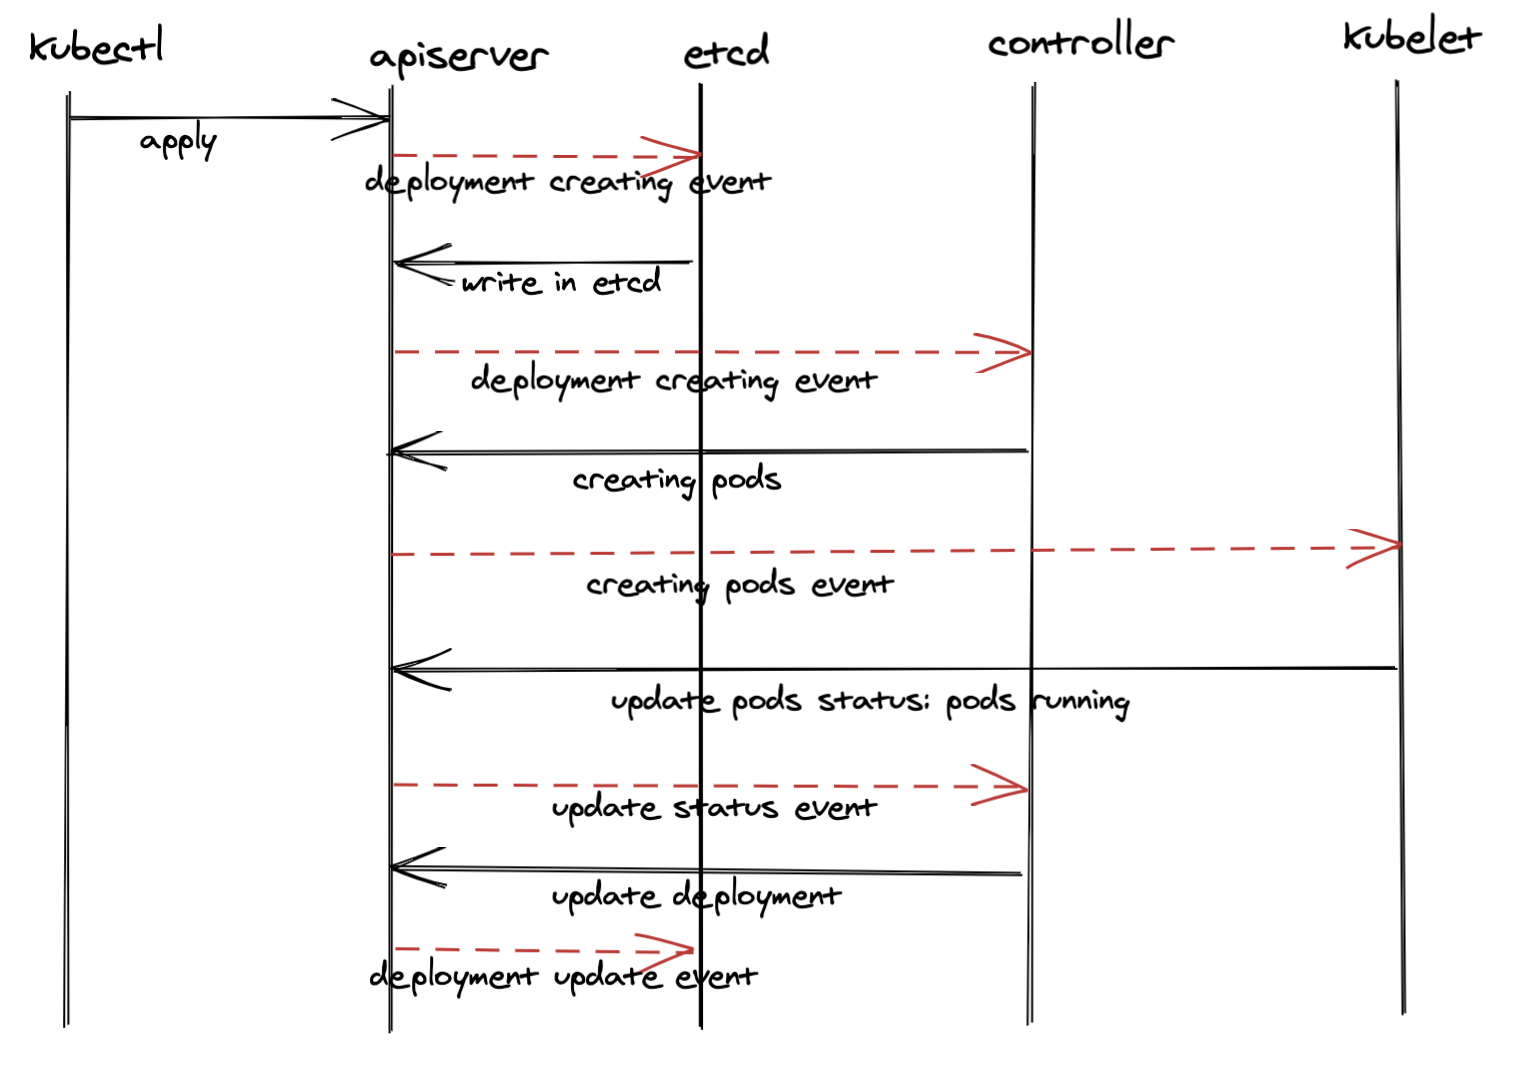 kubectl
apiserver
etcd
controller
kubelet
apply
deployment creating event
write in etcd
deployment creating event
creating pods
creating pods event
update pods status: pods running
update status event
update deployment
deployment update event